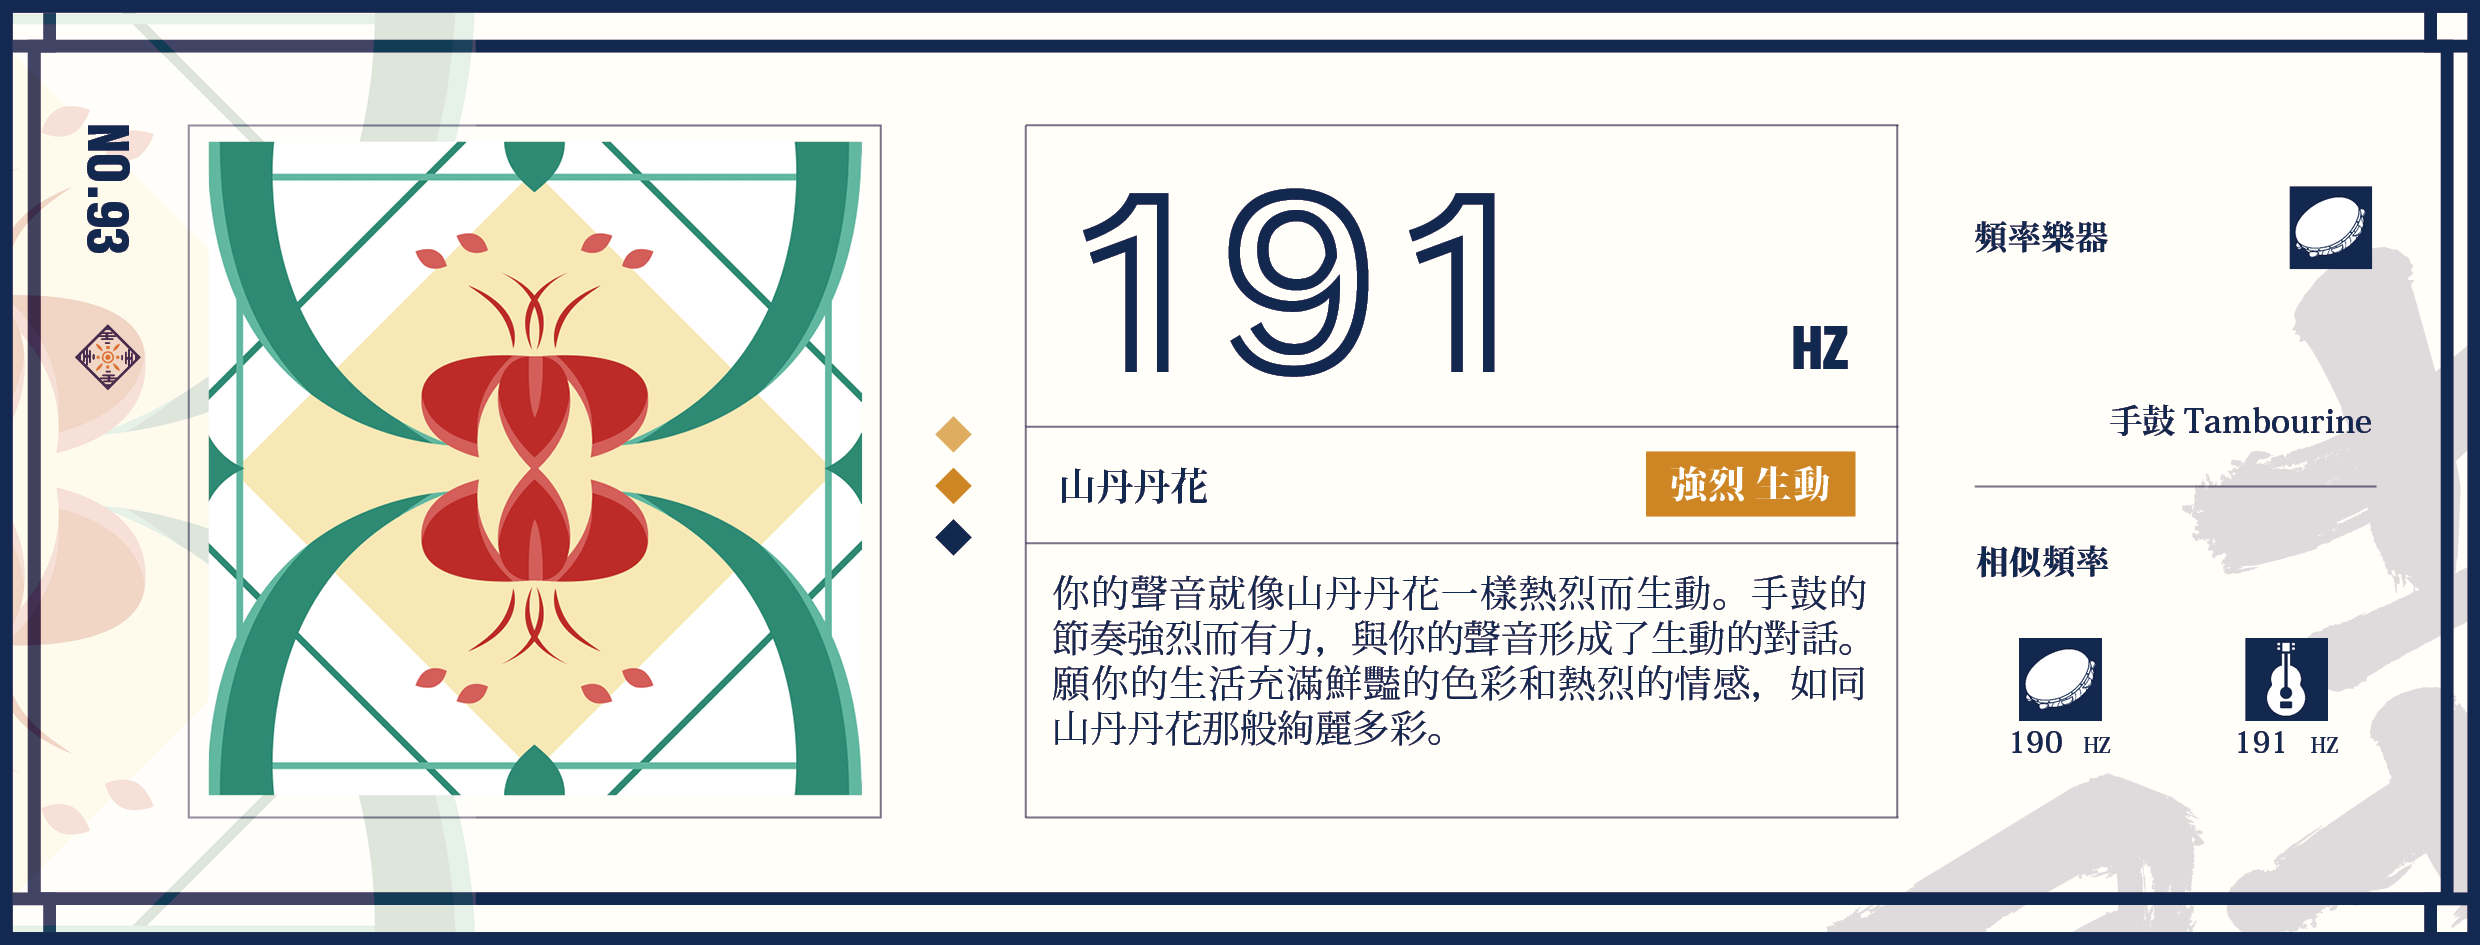 NO.93
191
HZ
山丹丹花
強烈 生動
你的聲音就像山丹丹花一樣熱烈而生動。手鼓的
節奏強烈而有力，與你的聲音形成了生動的對話。
願你的生活充滿鮮豔的色彩和熱烈的情感，如同
山丹丹花那般絢麗多彩。
頻率樂器
手鼓 Tambourine
相似頻率
190 HZ
191 HZ